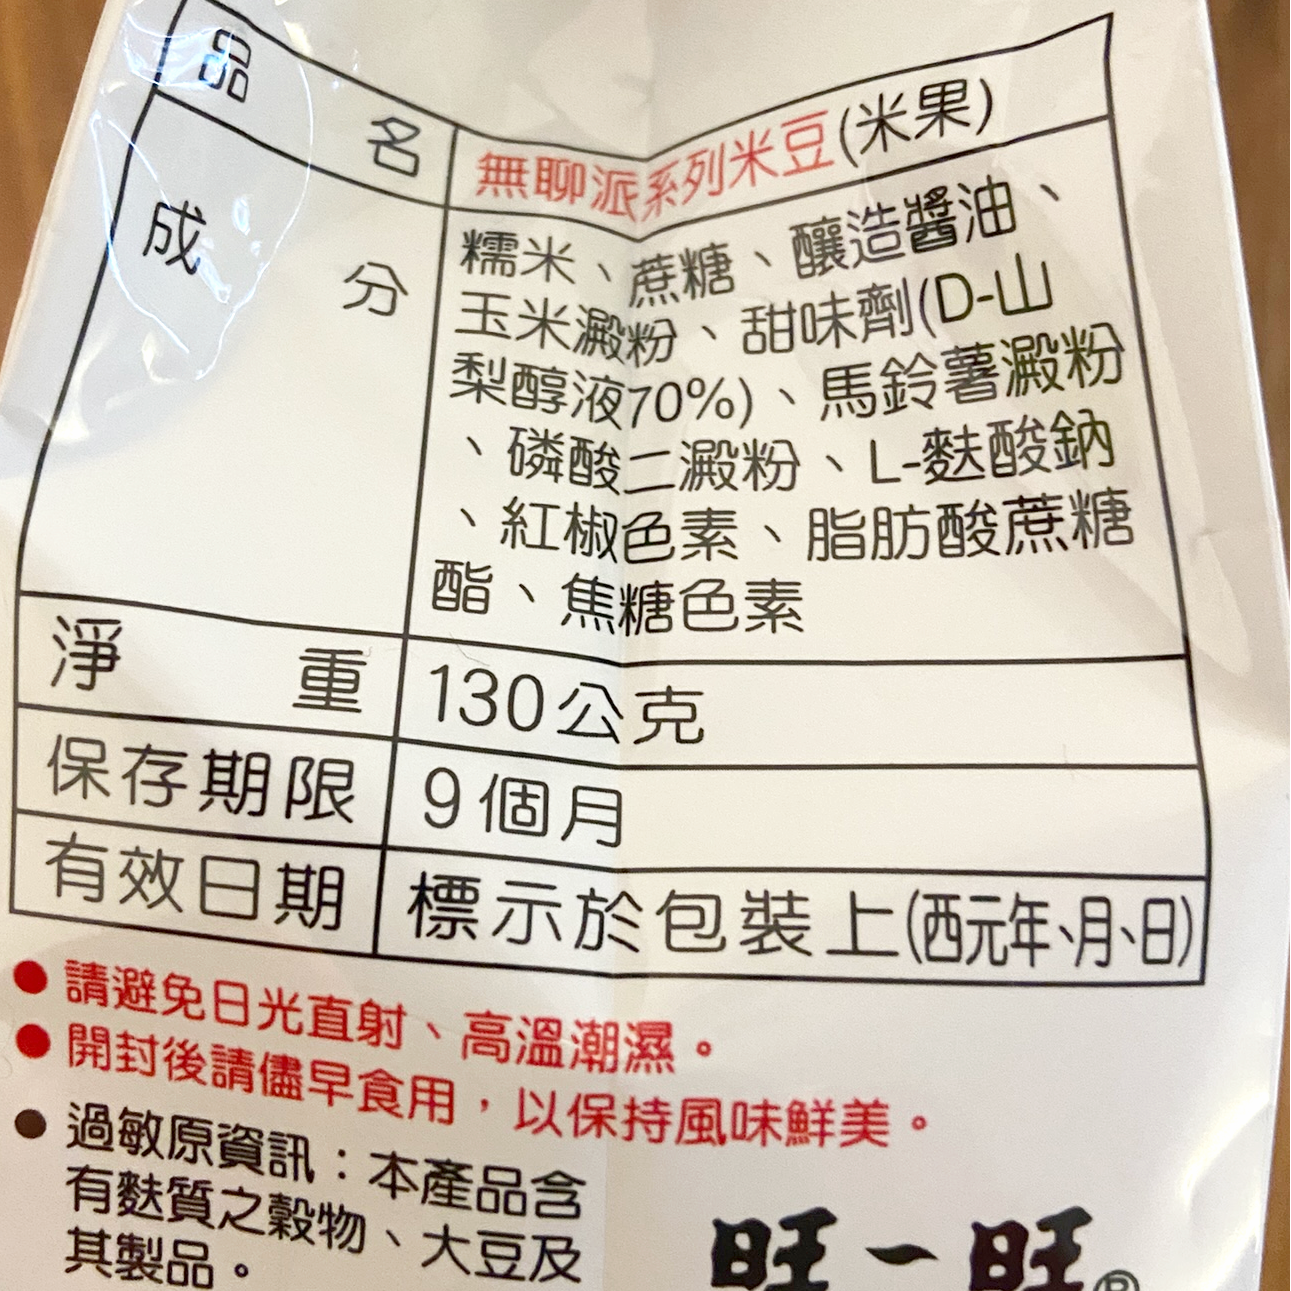 品名 無聊派系列米豆(米果)
成分 糯米、蔗糖、釀造醬油、
玉米澱粉、甜味劑(D-山
梨醇液70%)、馬鈴薯澱粉
、磷酸二澱粉、L-麩酸鈉
、紅椒色素、脂肪酸蔗糖
酯、焦糖色素
淨重 130公克
保存期限 9個月
有效日期 標示於包裝上(西元年、月、日)
● 請避免日光直射、高溫潮濕。
● 開封後請儘早食用，以保持風味鮮美。
● 過敏原資訊：本產品含
有麩質之穀物、大豆及
其製品。
旺一旺®